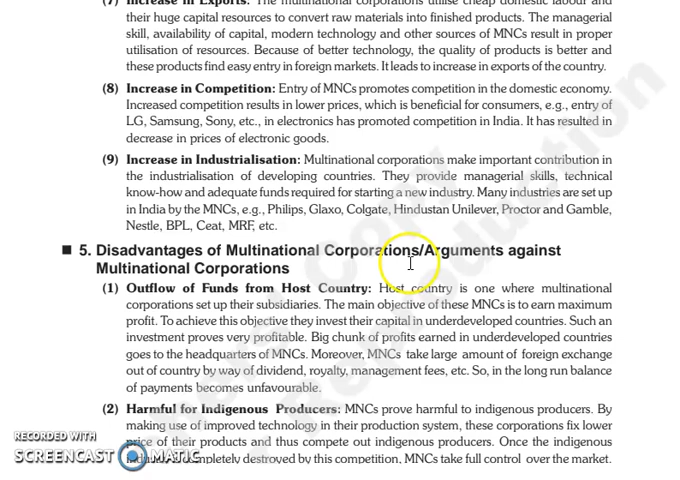 (7) Increase in Exports: The multinational corporations utilise cheap domestic labour and
their huge capital resources to convert raw materials into finished products. The managerial
skill, availability of capital, modern technology and other sources of MNCs result in proper
utilisation of resources. Because of better technology, the quality of products is better and
these products find easy entry in foreign markets. It leads to increase in exports of the country.
(8) Increase in Competition: Entry of MNCs promotes competition in the domestic economy.
Increased competition results in lower prices, which is beneficial for consumers, e.g., entry of
LG, Samsung, Sony, etc., in electronics has promoted competition in India. It has resulted in
decrease in prices of electronic goods.
(9) Increase in Industrialisation: Multinational corporations make important contribution in
the industrialisation of developing countries. They provide managerial skills, technical
know-how and adequate funds required for starting a new industry. Many industries are set up
in India by the MNCs, e.g., Philips, Glaxo, Colgate, Hindustan Unilever, Proctor and Gamble,
Nestle, BPL, Ceat, MRF, etc.
■ 5. Disadvantages of Multinational Corporations/Arguments against
Multinational Corporations
(1) Outflow of Funds from Host Country: Host country is one where multinational
corporations set up their subsidiaries. The main objective of these MNCs is to earn maximum
profit. To achieve this objective they invest their capital in underdeveloped countries. Such an
investment proves very profitable. Big chunk of profits earned in underdeveloped countries
goes to the headquarters of MNCs. Moreover, MNCs take large amount of foreign exchange
out of country by way of dividend, royalty, management fees, etc. So, in the long run balance
of payments becomes unfavourable.
(2) Harmful for Indigenous Producers: MNCs prove harmful to indigenous producers. By
making use of improved technology in their production system, these corporations fix lower
price of their products and thus compete out indigenous producers. Once the indigenous
completely destroyed by this competition, MNCs take full control over the market.
RECORDED WITH
SCREENCAST MATIC